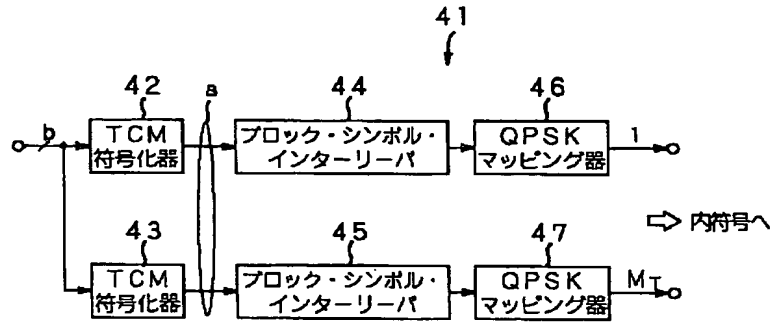 41
42
a
44
46
b
TCM
符号化器
ブロック・シンボル・
インターリーバ
QPSK
マッピング器
1
43
45
47
⇨ 内符号へ
TCM
符号化器
ブロック・シンボル・
インターリーバ
QPSK
マッピング器
MT